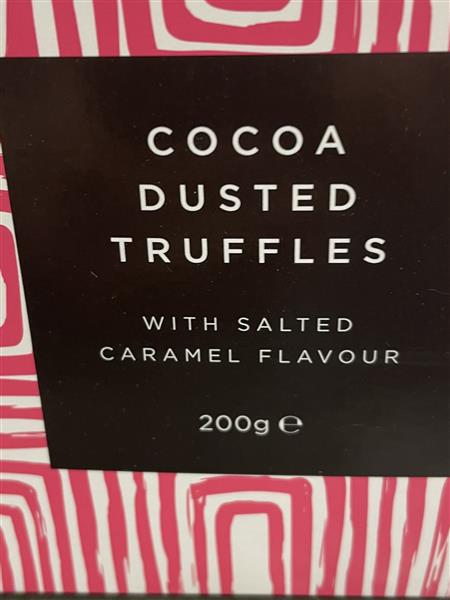 COCOA
DUSTED
TRUFFLES
WITH SALTED
CARAMEL FLAVOUR
200g ℮